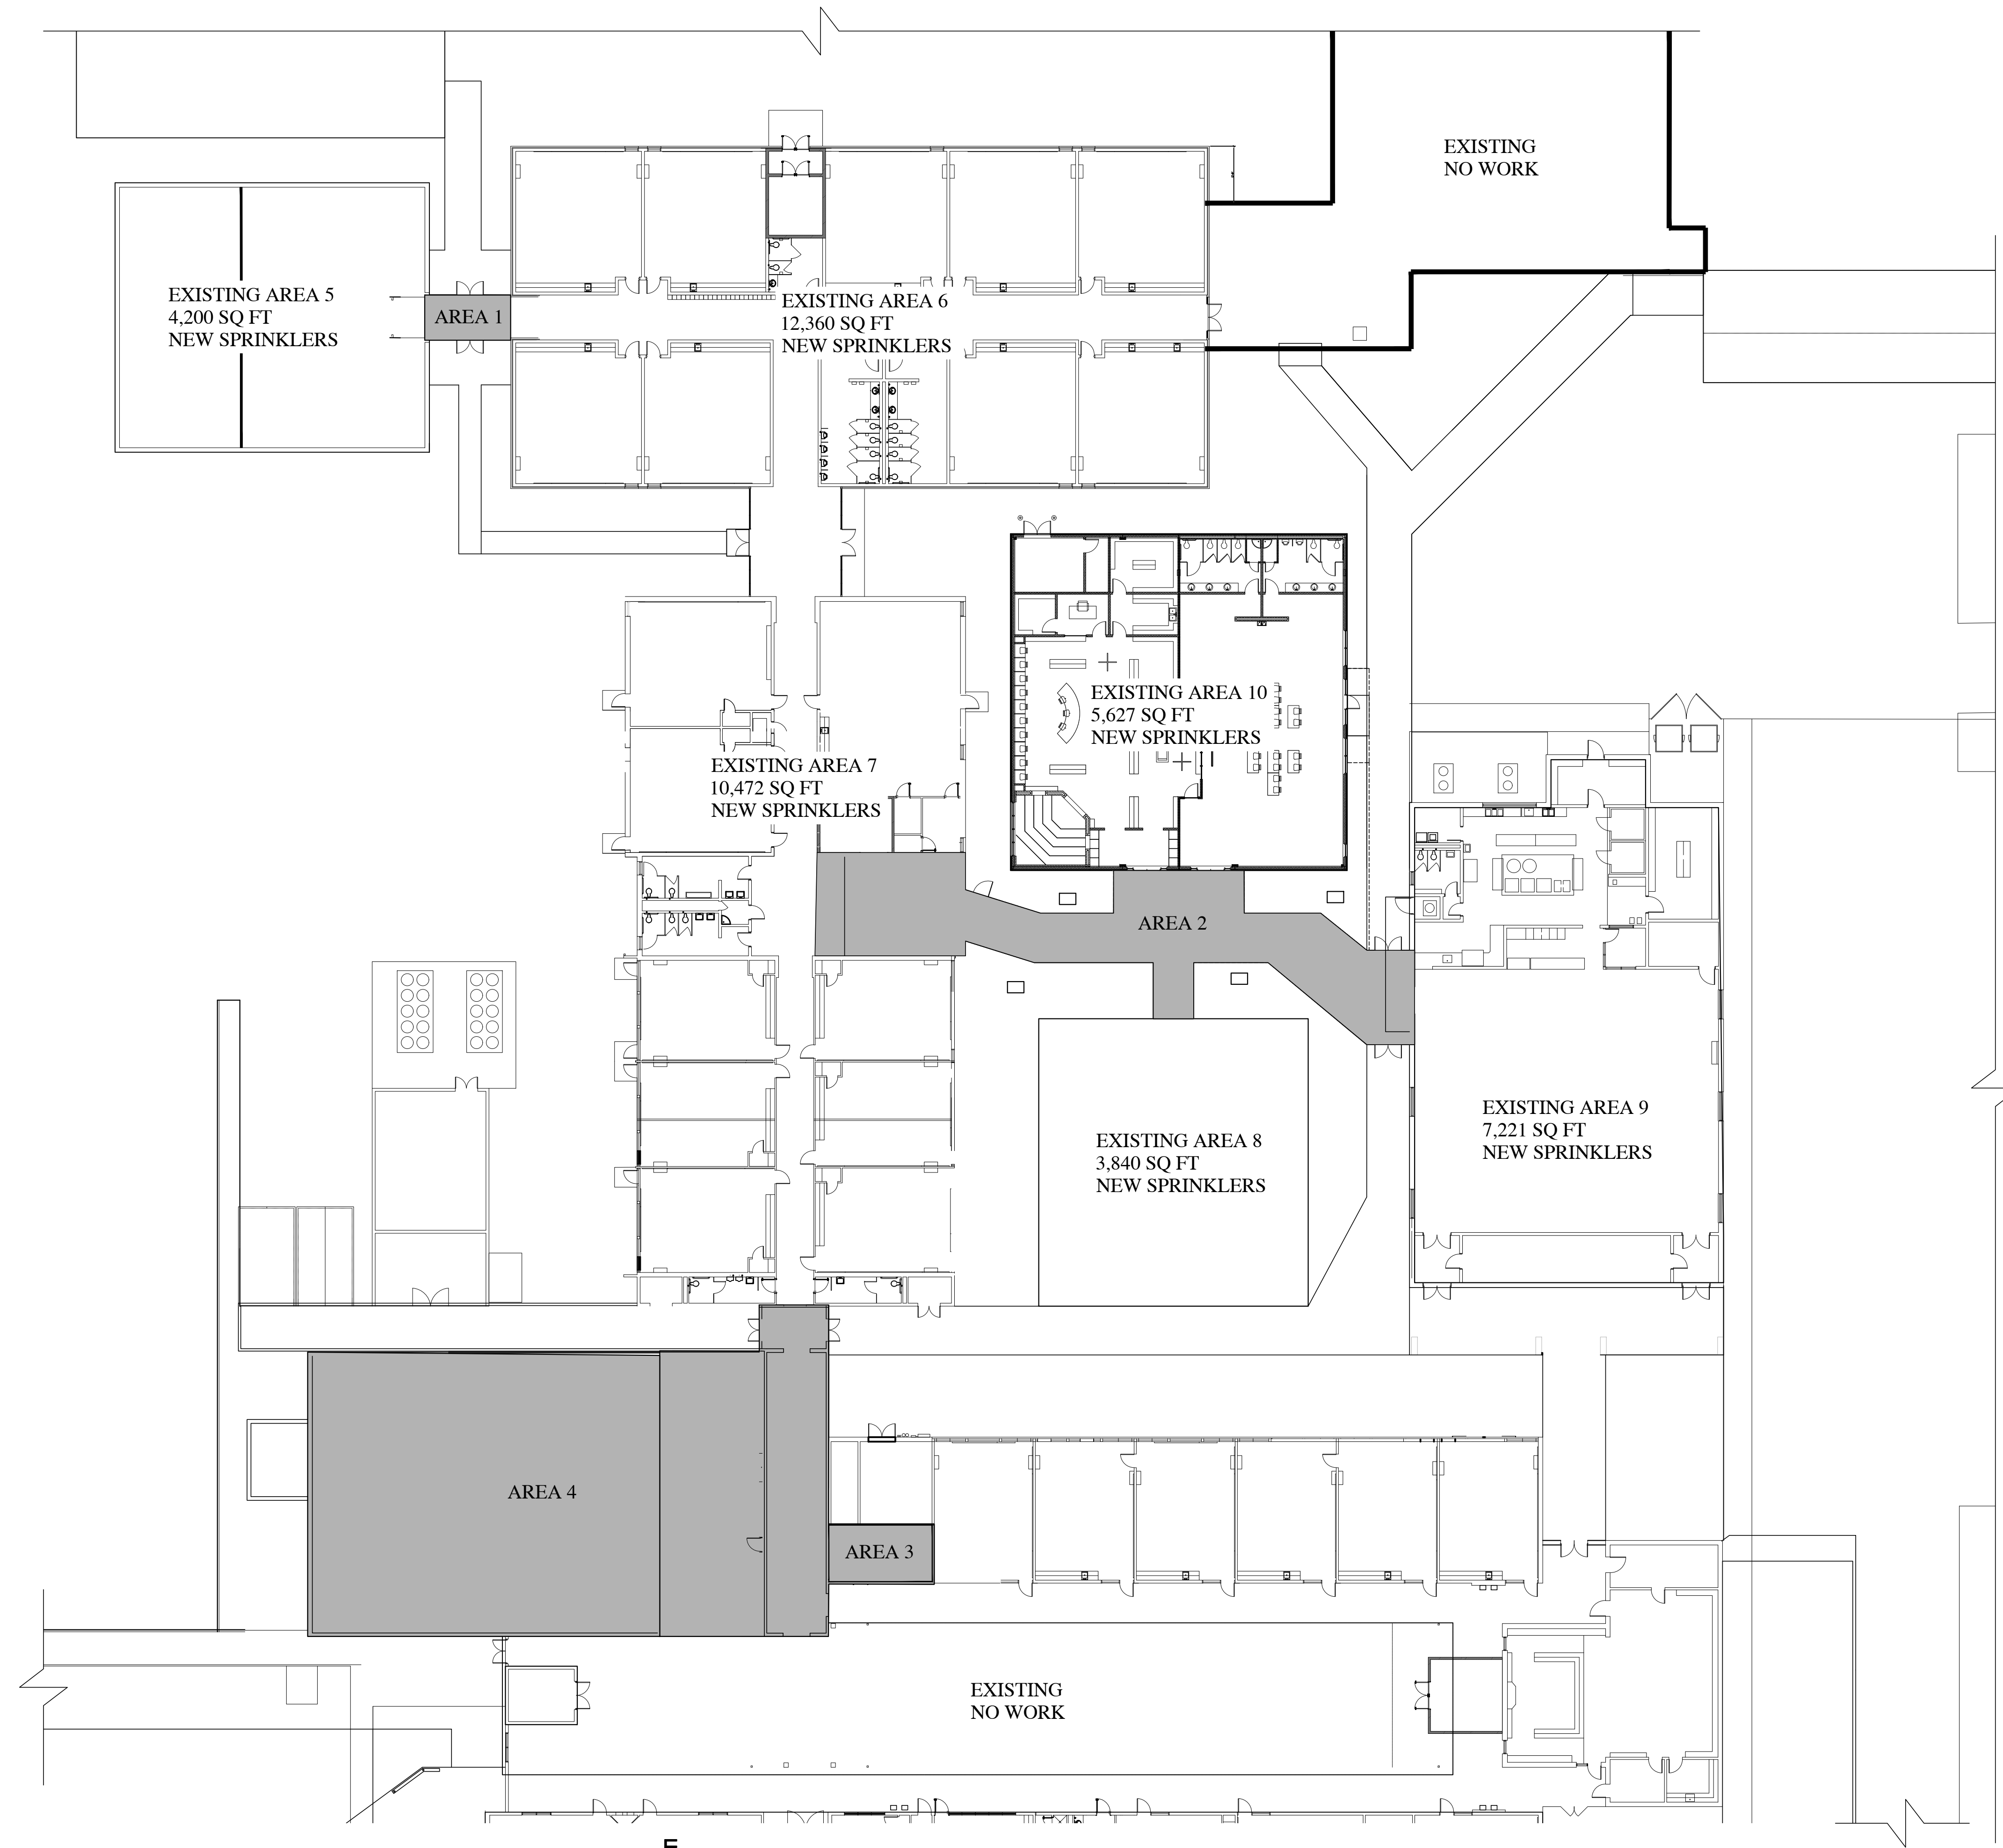 EXISTING
NO WORK
EXISTING AREA 5
4,200 SQ FT
NEW SPRINKLERS
AREA 1
EXISTING AREA 6
12,360 SQ FT
NEW SPRINKLERS
EXISTING AREA 10
5,627 SQ FT
NEW SPRINKLERS
EXISTING AREA 7
10,472 SQ FT
NEW SPRINKLERS
AREA 2
EXISTING AREA 9
7,221 SQ FT
NEW SPRINKLERS
EXISTING AREA 8
3,840 SQ FT
NEW SPRINKLERS
AREA 4
AREA 3
EXISTING
NO WORK